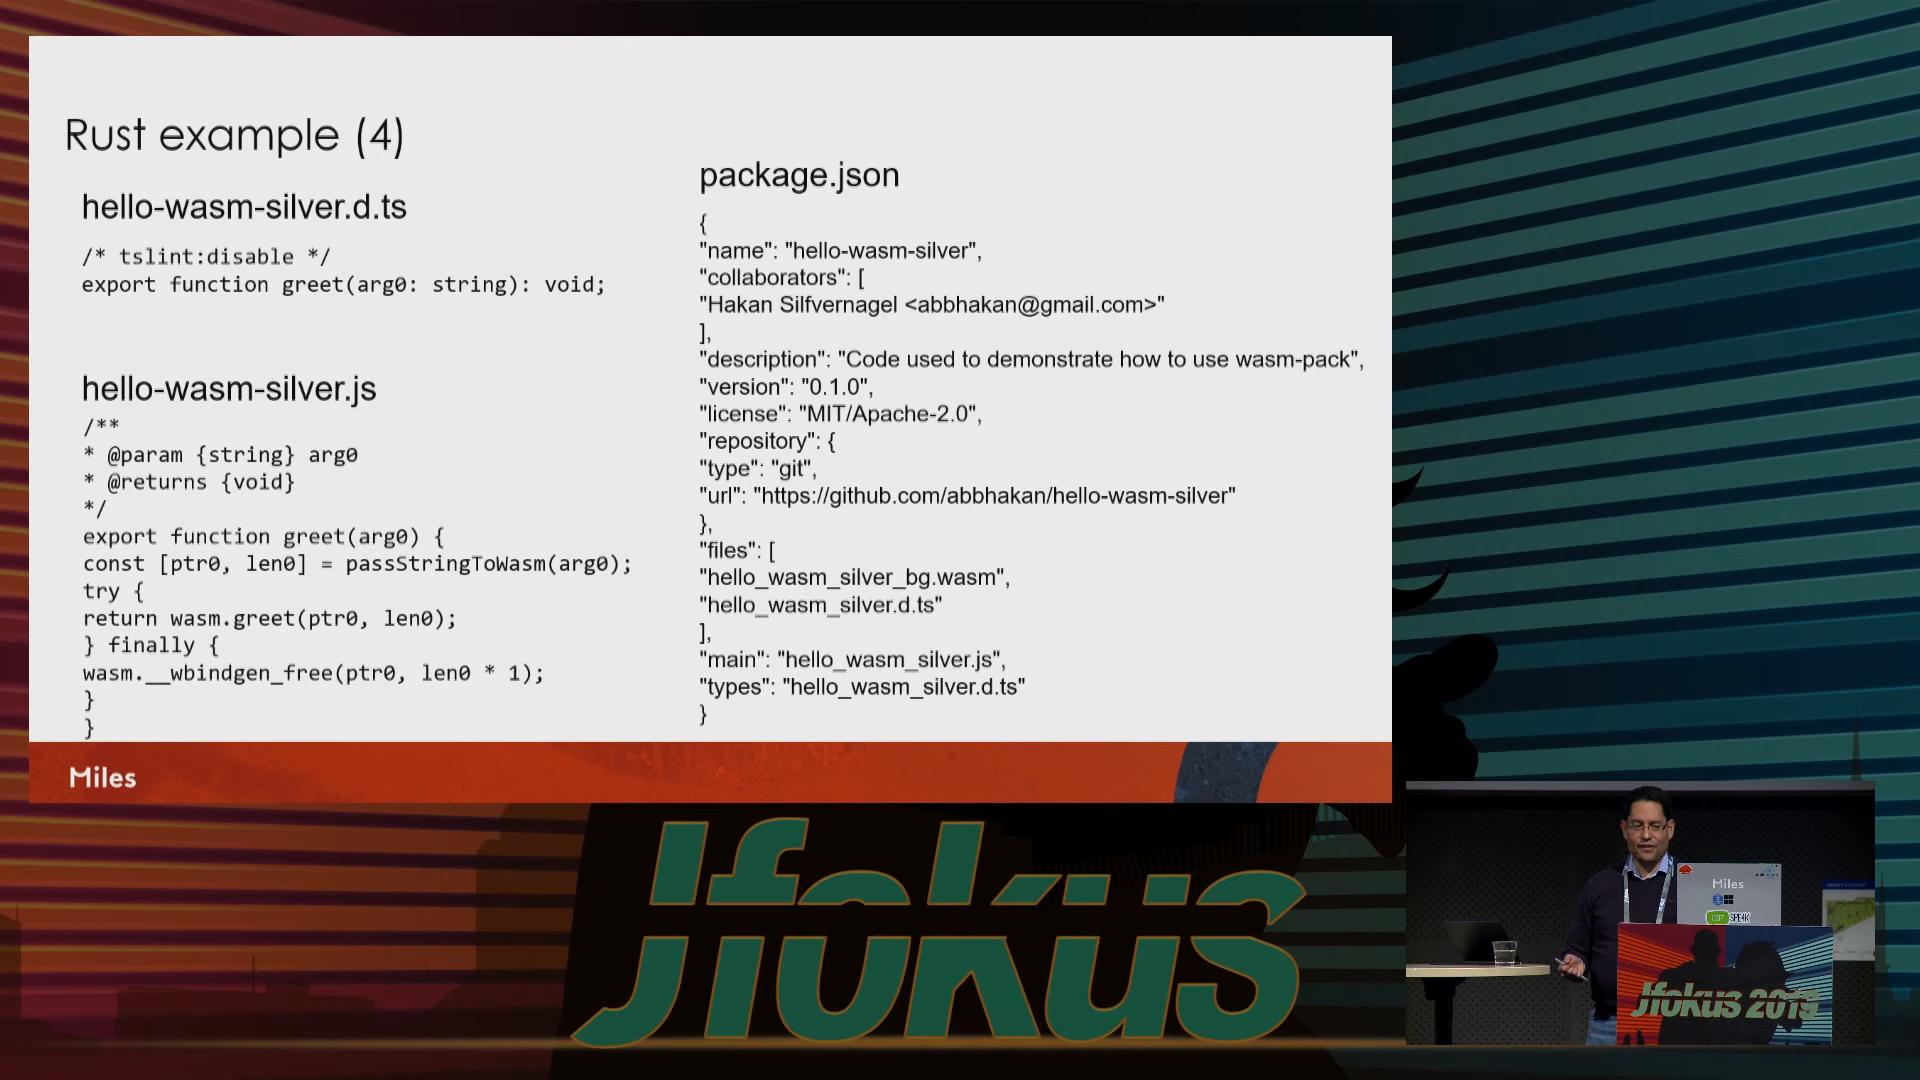 Rust example (4)
hello-wasm-silver.d.ts
/* tslint:disable */
export function greet(arg0: string): void;
hello-wasm-silver.js
/**
* @param {string} arg0
* @returns {void}
*/
export function greet(arg0) {
const [ptr0, len0] = passStringToWasm(arg0);
try {
return wasm.greet(ptr0, len0);
} finally {
wasm.__wbindgen_free(ptr0, len0 * 1);
}
}
package.json
{
"name": "hello-wasm-silver",
"collaborators": [
"Hakan Silfvernagel <abbhakan@gmail.com>"
],
"description": "Code used to demonstrate how to use wasm-pack",
"version": "0.1.0",
"license": "MIT/Apache-2.0",
"repository": {
"type": "git",
"url": "https://github.com/abbhakan/hello-wasm-silver"
},
"files": [
"hello_wasm_silver_bg.wasm",
"hello_wasm_silver.d.ts"
],
"main": "hello_wasm_silver.js",
"types": "hello_wasm_silver.d.ts"
}
Miles
Jfokus
Miles
SPE4K
Jfokus 2019